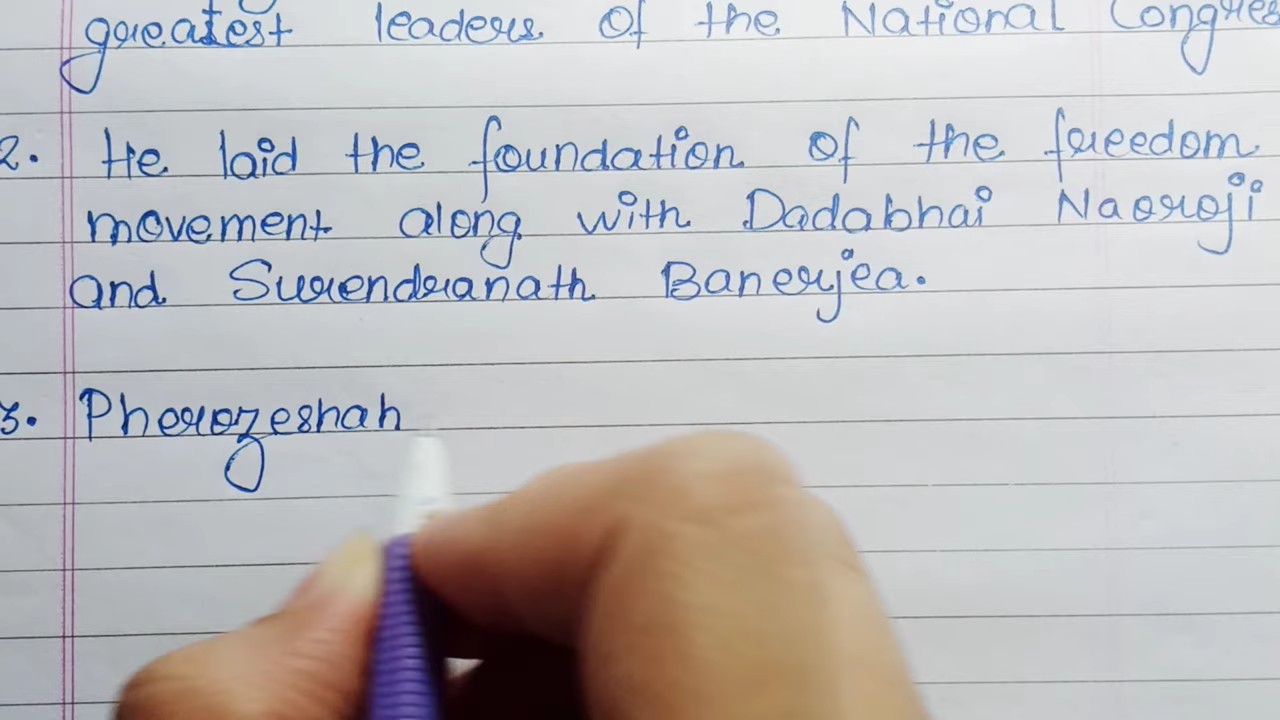 greatest leaders of the National Congres
2. He laid the foundation of the freedom
movement along with Dadabhai Naoroji
and Surendranath Banerjea.
3. Pherozeshah